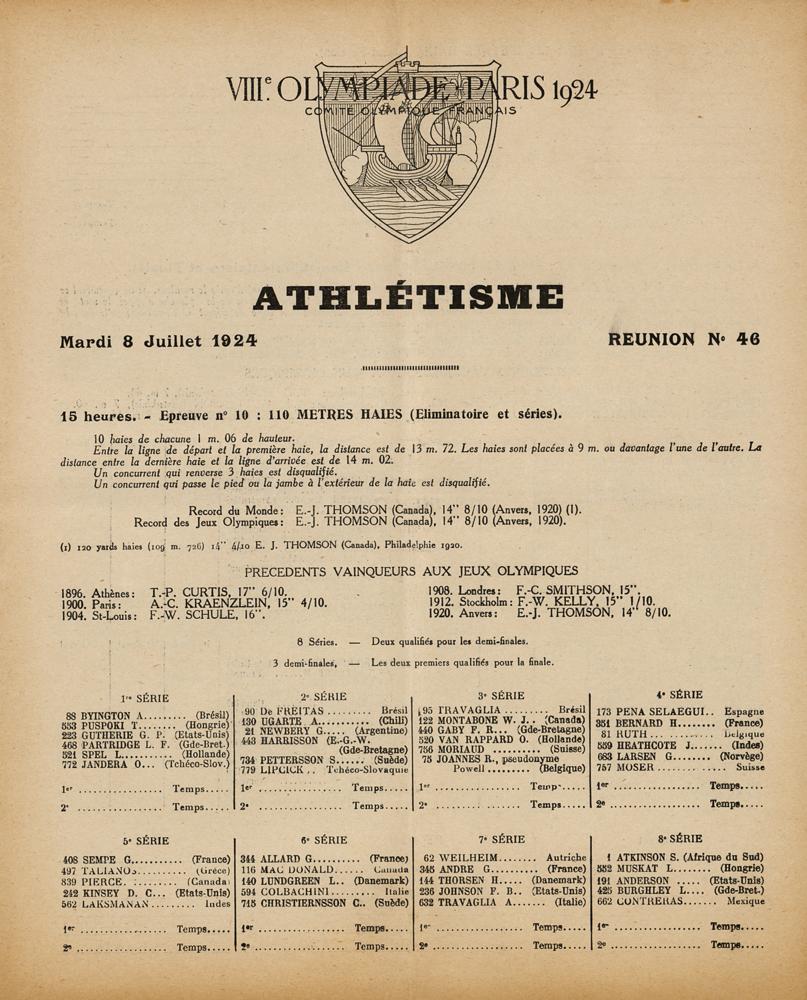 VIIIe. OLYMPIADE PARIS 1924
COMITE OLYMPIQUE FRANÇAIS
ATHLÉTISME
Mardi 8 Juillet 1924
REUNION No 46
15 heures. - Epreuve no 10 : 110 METRES HAIES (Eliminatoire et séries).
10 haies de chacune 1 m. 06 de hauteur.
Entre la ligne de départ et la première haie, la distance est de 13 m. 72. Les haies sont placées à 9 m. ou davantage l'une de l'autre. La
distance entre la dernière haie et la ligne d'arrivée est de 14 m. 02.
Un concurrent qui renverse 3 haies est disqualifié.
Un concurrent qui passe le pied ou la jambe à l'extérieur de la haie est disqualifié.
Record du Monde : E.-J. THOMSON (Canada), 14'' 8/10 (Anvers, 1920) (1).
Record des Jeux Olympiques : E.-J. THOMSON (Canada), 14'' 8/10 (Anvers, 1920).
(1) 120 yards haies (109 m. 726) 14'' 4/10 E. J. THOMSON (Canada), Philadelphie 1920.
PRECEDENTS VAINQUEURS AUX JEUX OLYMPIQUES
1896. Athènes : T.-P. CURTIS, 17'' 6/10.
1900. Paris : A.-C. KRAENZLEIN, 15'' 4/10.
1904. St-Louis : F.-W. SCHULE, 16''.
1908. Londres : F.-C. SMITHSON, 15''.
1912. Stockholm : F.-W. KELLY, 15'' 1/10.
1920. Anvers : E.-J. THOMSON, 14'' 8/10.
8 Séries. — Deux qualifiés pour les demi-finales.
3 demi-finales, — Les deux premiers qualifiés pour la finale.
1re SÉRIE
88 BYINGTON A......... (Brésil)
553 PUSPOKI T........ (Hongrie)
223 GUTHERIE G. P. (Etats-Unis)
468 PARTRIDGE L. F. (Gde-Bret.)
521 SPEL L.......... (Hollande)
772 JANDERA O... (Tchéco-Slov.)
1er ................ Temps.....
2e ................ Temps.....
2e SÉRIE
90 De FREITAS ......... Brésil
130 UGARTE A.......... (Chili)
21 NEWBERY G..... (Argentine)
443 HARRISSON (E.-G.-W.
(Gde-Bretagne)
734 PETTERSSON S...... (Suède)
779 LIPCICK .. Tchéco-Slovaquie
1er ................ Temps.....
2e ................ Temps.....
3e SÉRIE
95 TRAVAGLIA ........ Brésil
122 MONTABONE W. J.. (Canada)
440 GABY F. R... (Gde-Bretagne)
520 VAN RAPPARD O. (Hollande)
756 MORIAUD .......... (Suisse)
75 JOANNES R., pseudonyme
Powell ......... (Belgique)
1er ................ Temps.....
2e ................ Temps.....
4e SÉRIE
173 PENA SELAEGUI.. Espagne
351 BERNARD H........ (France)
81 RUTH ............ Belgique
559 HEATHCOTE J...... (Indes)
683 LARSEN G........ (Norvège)
757 MOSER ............ Suisse
1er ................ Temps.....
2e ................ Temps.....
5e SÉRIE
408 SEMPE G.......... (France)
497 TALIANOS......... (Grèce)
839 PIERCE. ......... (Canada)
242 KINSEY D. C... (Etats-Unis)
562 LAKSMANAN......... Indes
1er ................ Temps.....
2e ................ Temps.....
6e SÉRIE
344 ALLARD G......... (France)
116 MAC DONALD...... Canada
140 LUNDGREEN L.. (Danemark)
594 COLBACHINI........ Italie
715 CHRISTIERNSSON C.. (Suède)
1er ................ Temps.....
2e ................ Temps.....
7e SÉRIE
62 WEILHEIM........ Autriche
345 ANDRE G.......... (France)
144 THORSEN H..... (Danemark)
236 JOHNSON F. B.. (Etats-Unis)
632 TRAVAGLIA A....... (Italie)
1er ................ Temps.....
2e ................ Temps.....
8e SÉRIE
1 ATKINSON S. (Afrique du Sud)
552 MUSKAT L........ (Hongrie)
191 ANDERSON ..... (Etats-Unis)
425 BURGHLEY L.... (Gde-Bret.)
662 CONTRERAS....... Mexique
1er ................ Temps.....
2e ................ Temps.....